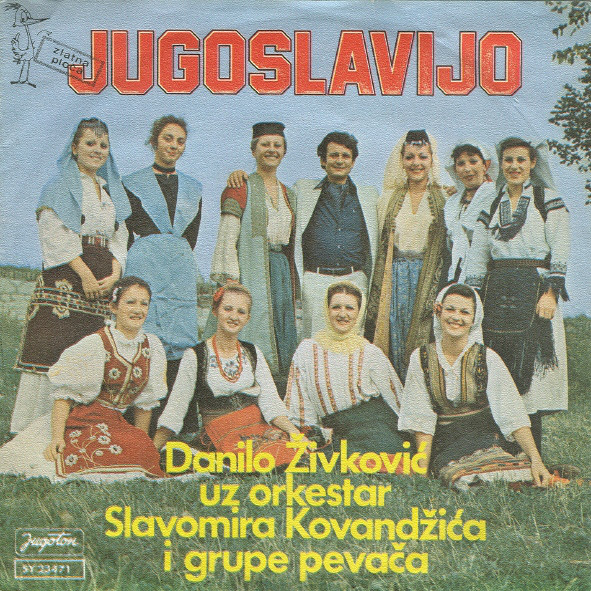 zlatna
ploča
JUGOSLAVIJO
Danilo Živković
uz orkestar
Slavomira Kovandžića
i grupe pevača
Jugoton
SY 23471